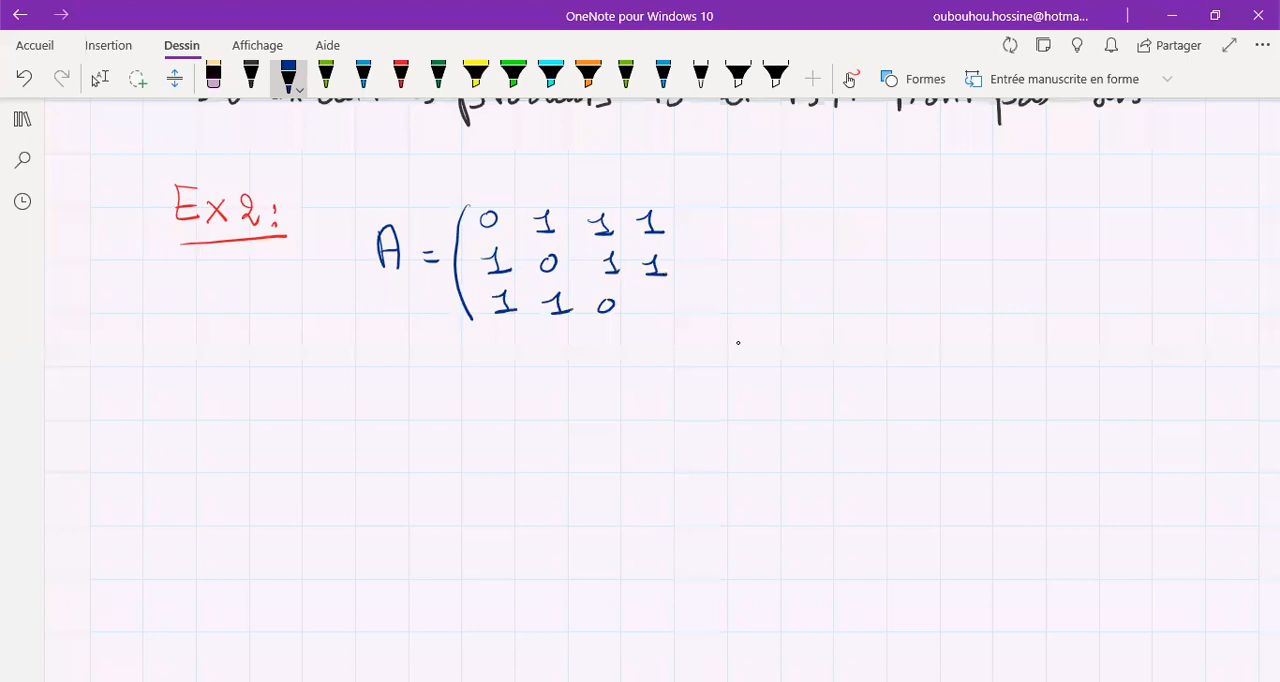 OneNote pour Windows 10
oubouhou.hossine@hotma...
Accueil Insertion Dessin Affichage Aide
Partager
Formes
Entrée manuscrite en forme
Ex 2:
A = ( 0 1 1 1
1 0 1 1
1 1 0